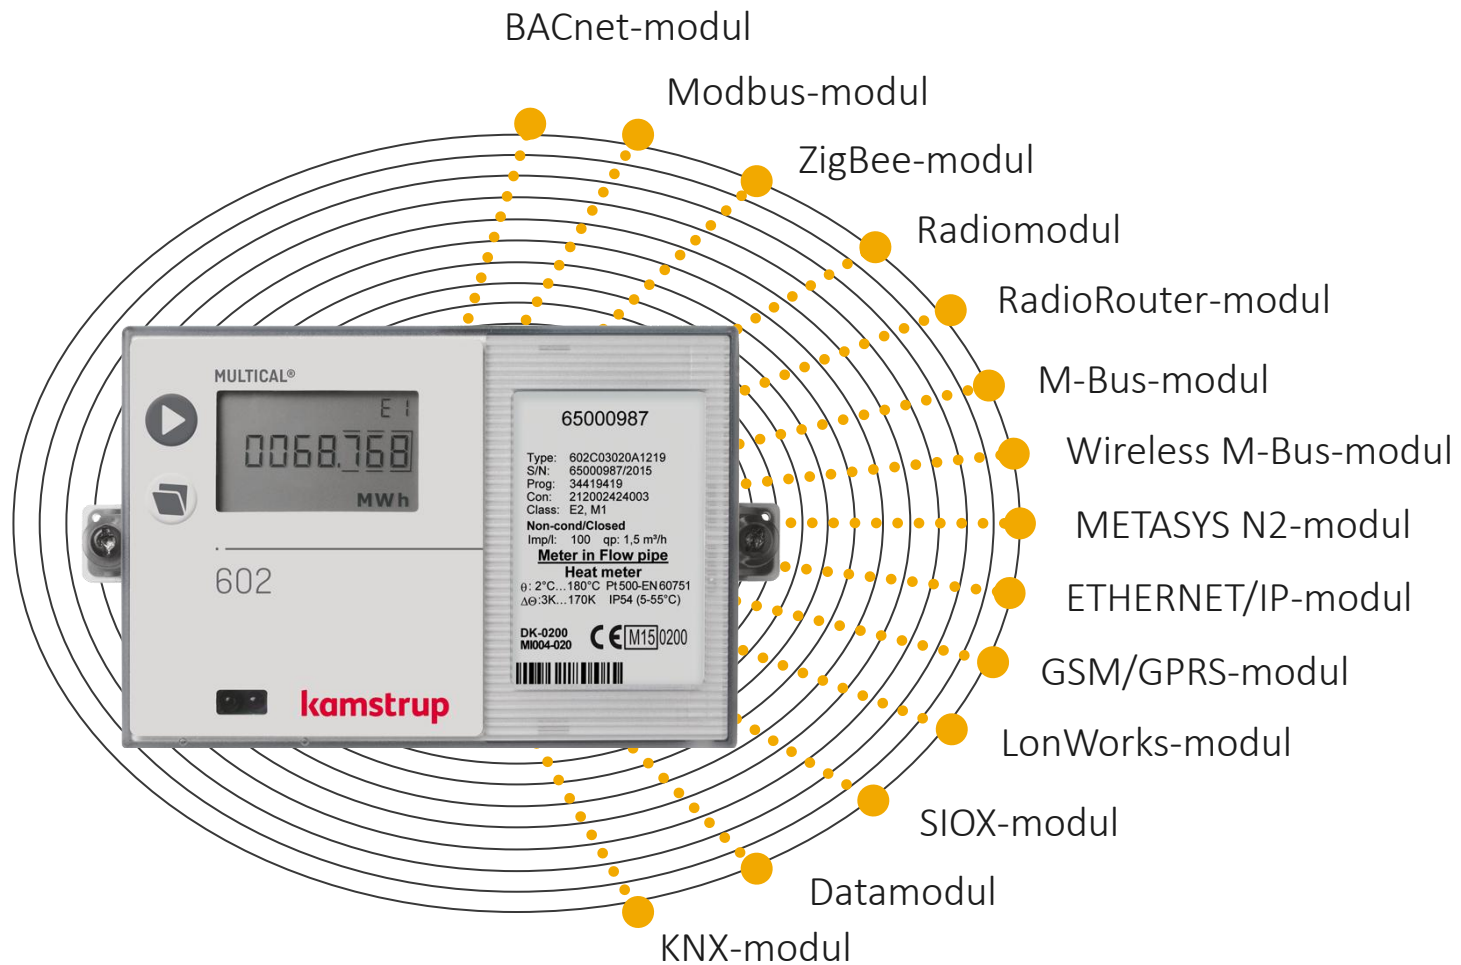 BACnet-modul
Modbus-modul
ZigBee-modul
Radiomodul
RadioRouter-modul
M-Bus-modul
Wireless M-Bus-modul
METASYS N2-modul
ETHERNET/IP-modul
GSM/GPRS-modul
LonWorks-modul
SIOX-modul
Datamodul
KNX-modul
MULTICAL®
E1
0068.768
MWh
602
kamstrup
65000987
Type: 602C03020A1219
S/N: 65000987/2015
Prog: 34419419
Con: 212002424003
Class: E2, M1
Non-cond/Closed
Imp/l: 100 qp: 1,5 m³/h
Meter in Flow pipe
Heat meter
θ: 2°C...180°C Pt500-EN60751
ΔΘ:3K...170K IP54 (5-55°C)
DK-0200
MI004-020
CE M15 0200